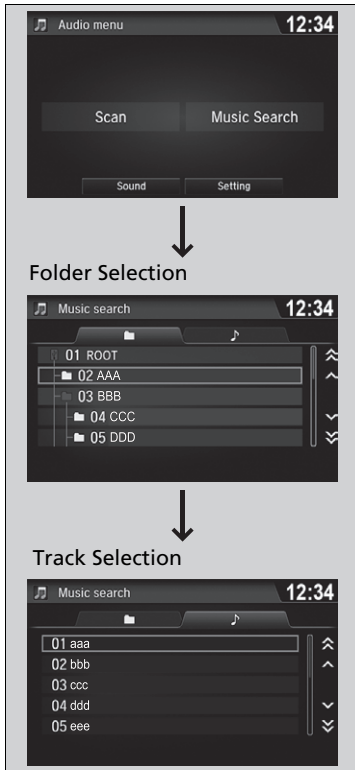 Audio menu 12:34
Scan Music Search
Sound Setting
Folder Selection
Music search 12:34
01 ROOT
02 AAA
03 BBB
04 CCC
05 DDD
Track Selection
Music search 12:34
01 aaa
02 bbb
03 ccc
04 ddd
05 eee